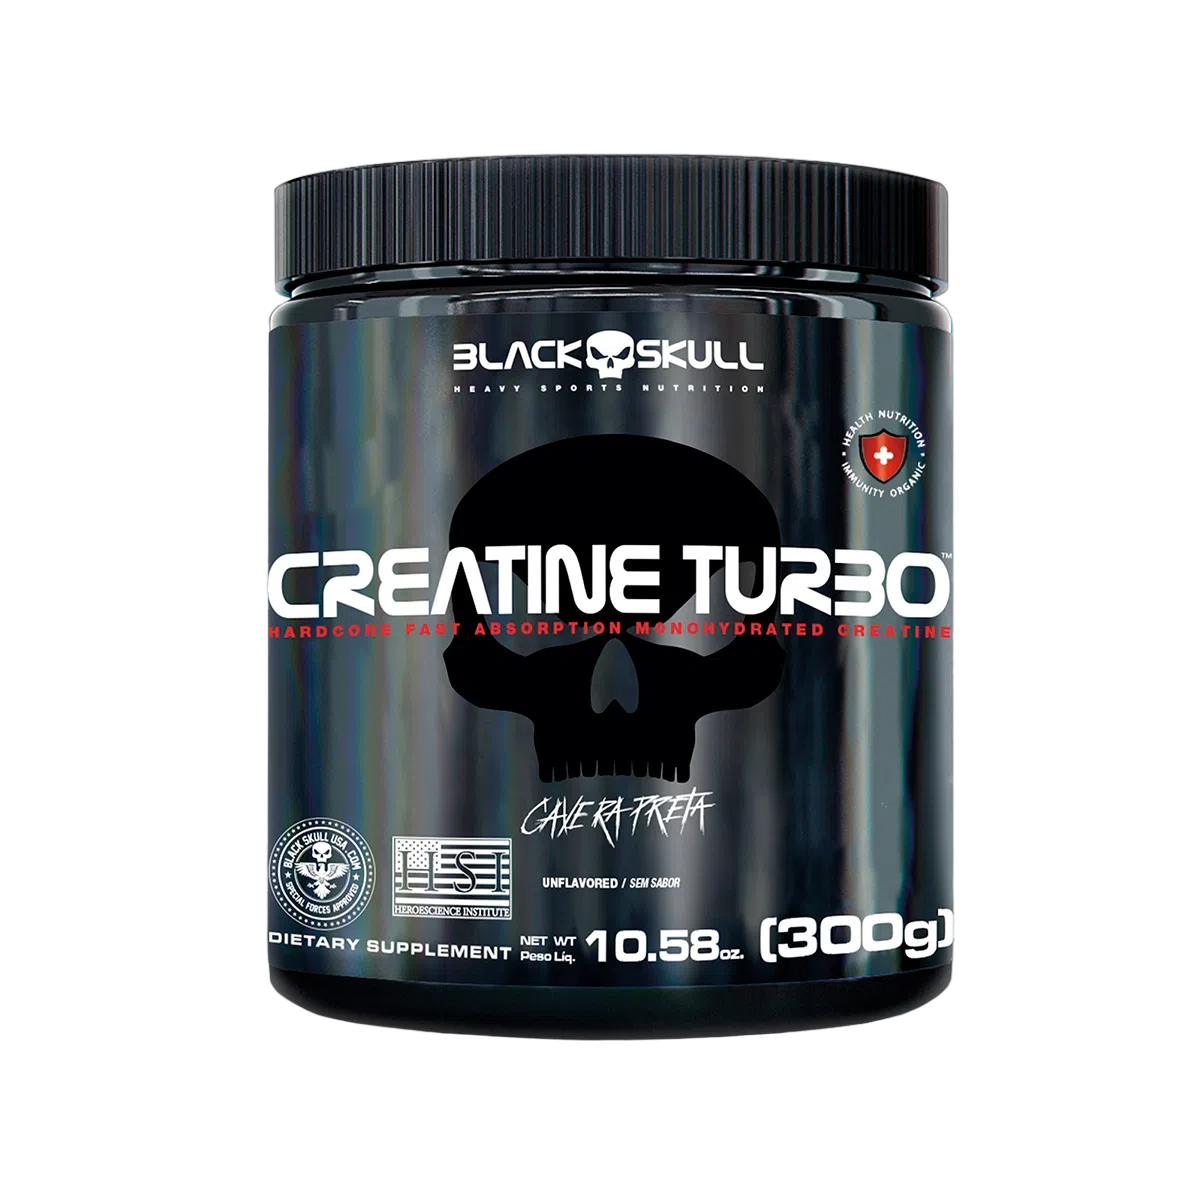 BLACK SKULL
HEAVY SPORTS NUTRITION
HEALTH NUTRITION
IMMUNITY ORGANIC
CREATINE TURBO™
HARDCORE FAST ABSORPTION MONOHYDRATED CREATINE
CAVEIRA PRETA
UNFLAVORED / SEM SABOR
BLACK SKULL USA.COM
SPECIAL FORCES APPROVED
HSI
HEROESCIENCE INSTITUTE
DIETARY SUPPLEMENT
NET WT
Peso Líq.
10.58oz. (300g)